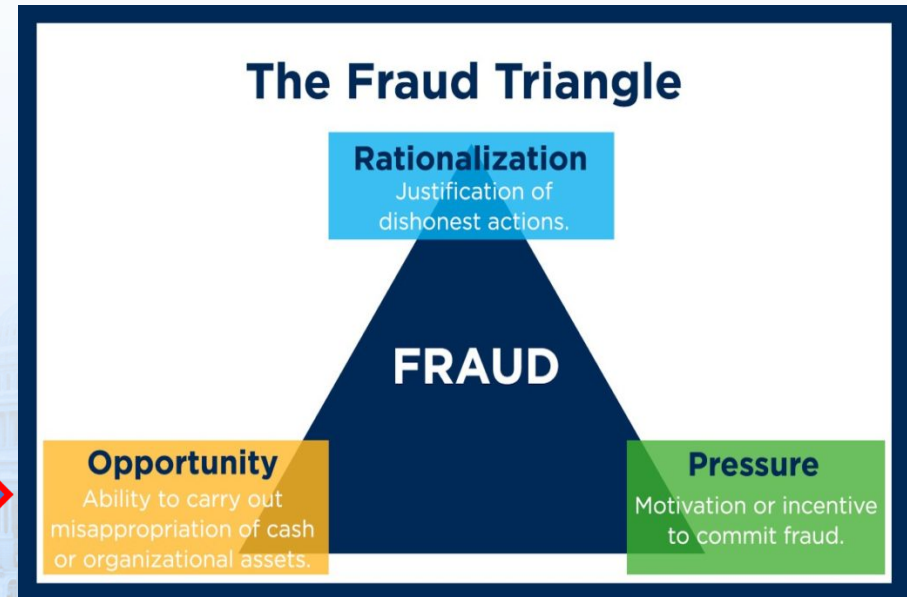 The Fraud Triangle
Rationalization
Justification of
dishonest actions.
FRAUD
Opportunity
Ability to carry out
misappropriation of cash
or organizational assets.
Pressure
Motivation or incentive
to commit fraud.